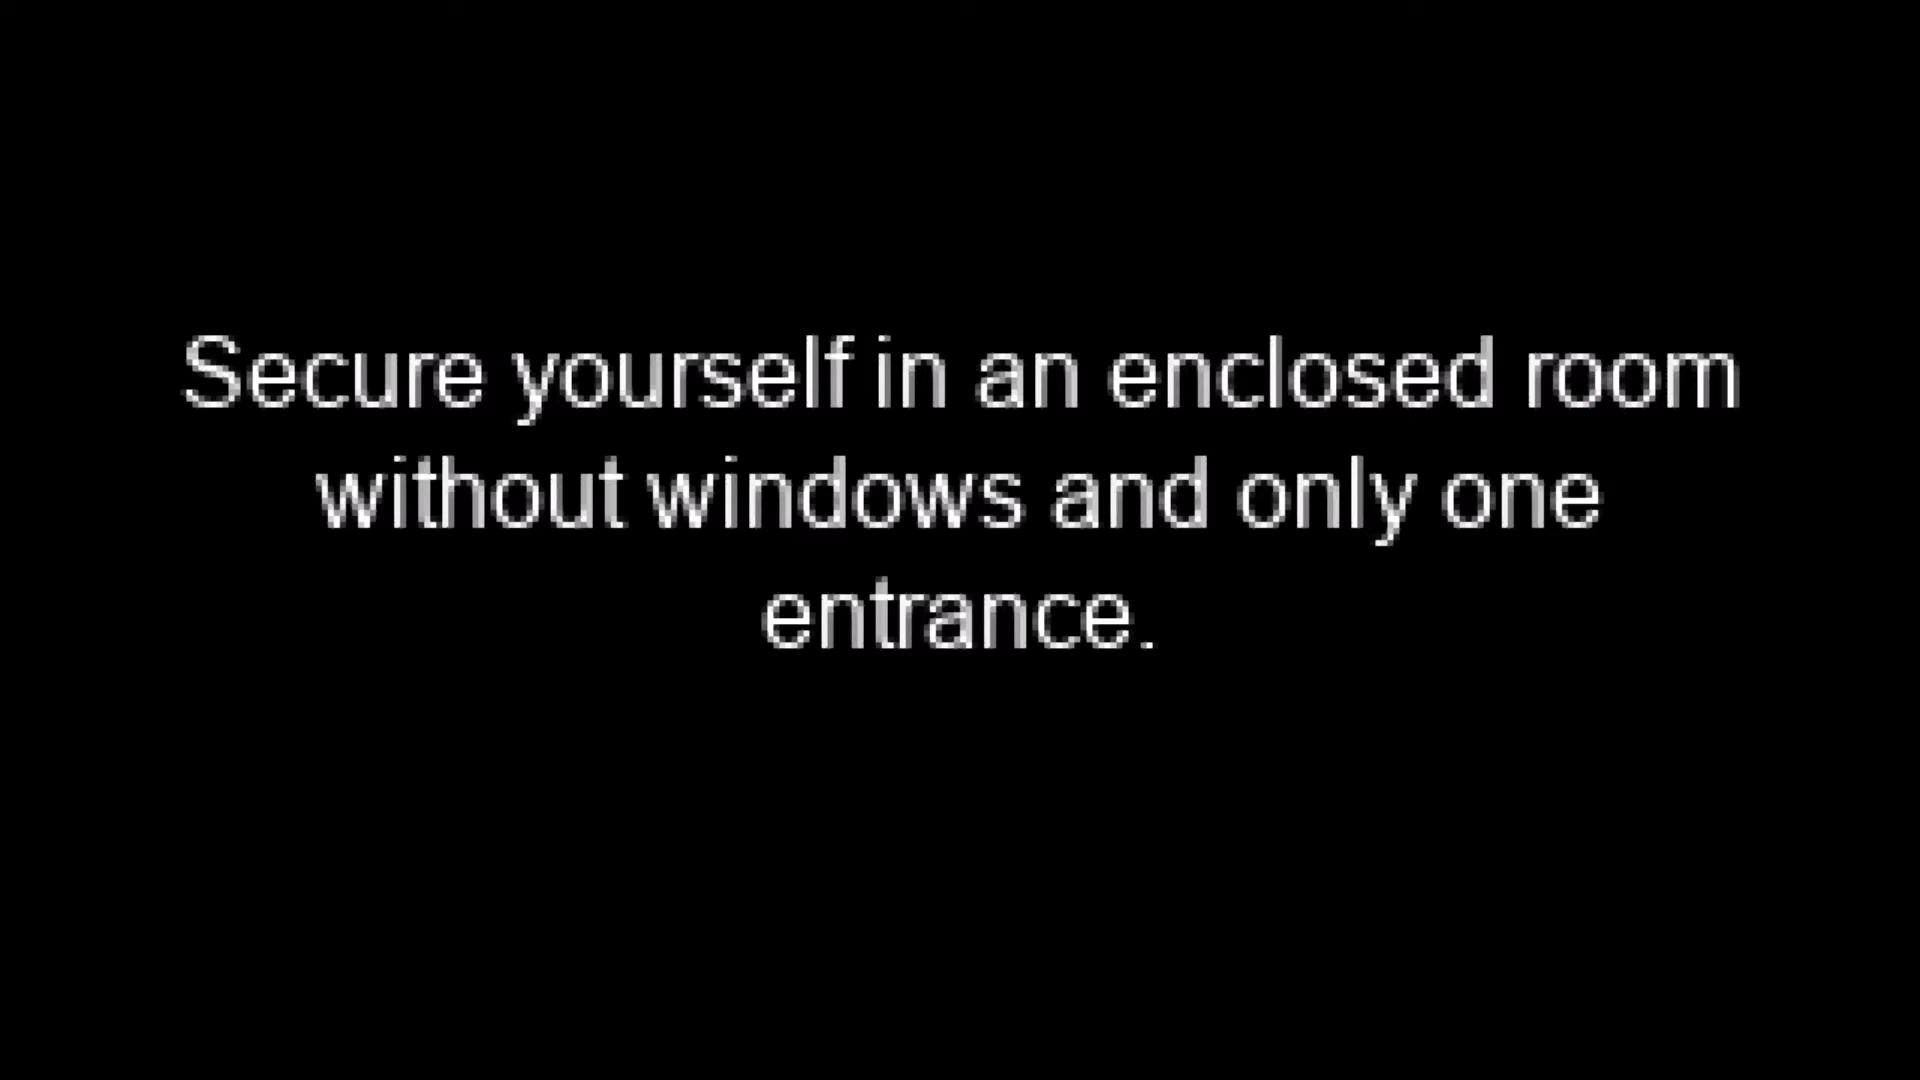 Secure yourself in an enclosed room
without windows and only one
entrance.